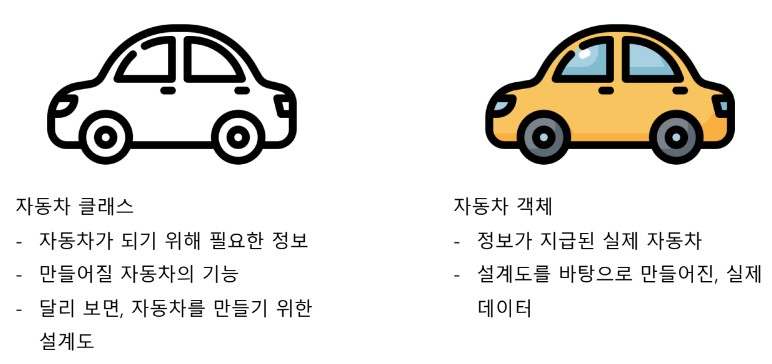 자동차 클래스
- 자동차가 되기 위해 필요한 정보
- 만들어질 자동차의 기능
- 달리 보면, 자동차를 만들기 위한
설계도
자동차 객체
- 정보가 지급된 실제 자동차
- 설계도를 바탕으로 만들어진, 실제
데이터